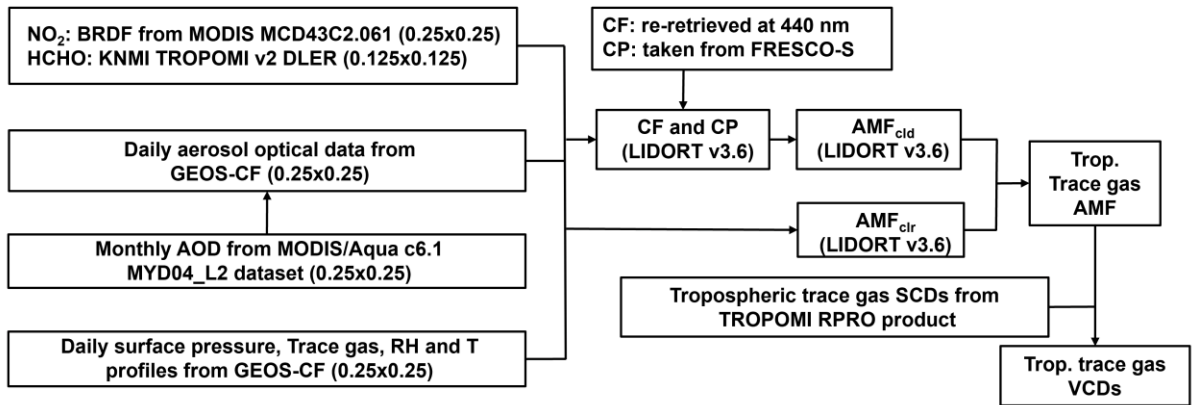 NO₂: BRDF from MODIS MCD43C2.061 (0.25x0.25)
HCHO: KNMI TROPOMI v2 DLER (0.125x0.125)
CF: re-retrieved at 440 nm
CP: taken from FRESCO-S
Daily aerosol optical data from
GEOS-CF (0.25x0.25)
CF and CP
(LIDORT v3.6)
AMFcld
(LIDORT v3.6)
Trop.
Trace gas
AMF
Monthly AOD from MODIS/Aqua c6.1
MYD04_L2 dataset (0.25x0.25)
AMFclr
(LIDORT v3.6)
Tropospheric trace gas SCDs from
TROPOMI RPRO product
Daily surface pressure, Trace gas, RH and T
profiles from GEOS-CF (0.25x0.25)
Trop. trace gas
VCDs